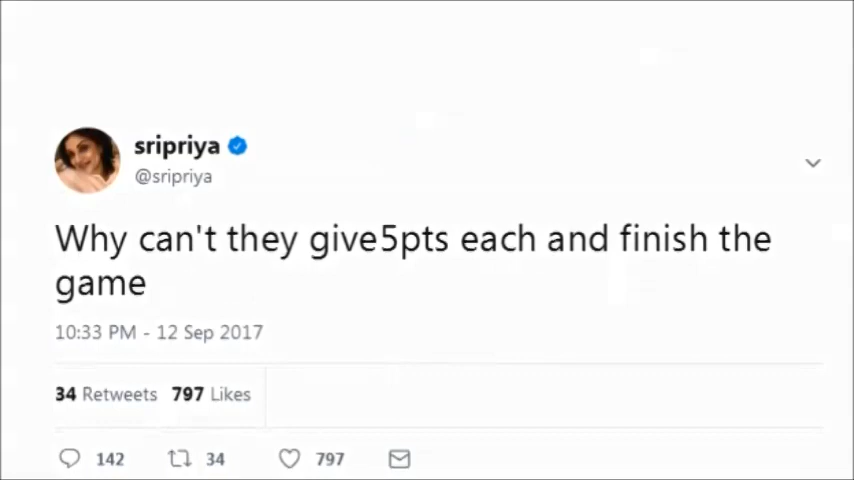 sripriya
@sripriya
Why can't they give5pts each and finish the
game
10:33 PM - 12 Sep 2017
34 Retweets 797 Likes
142 34 797